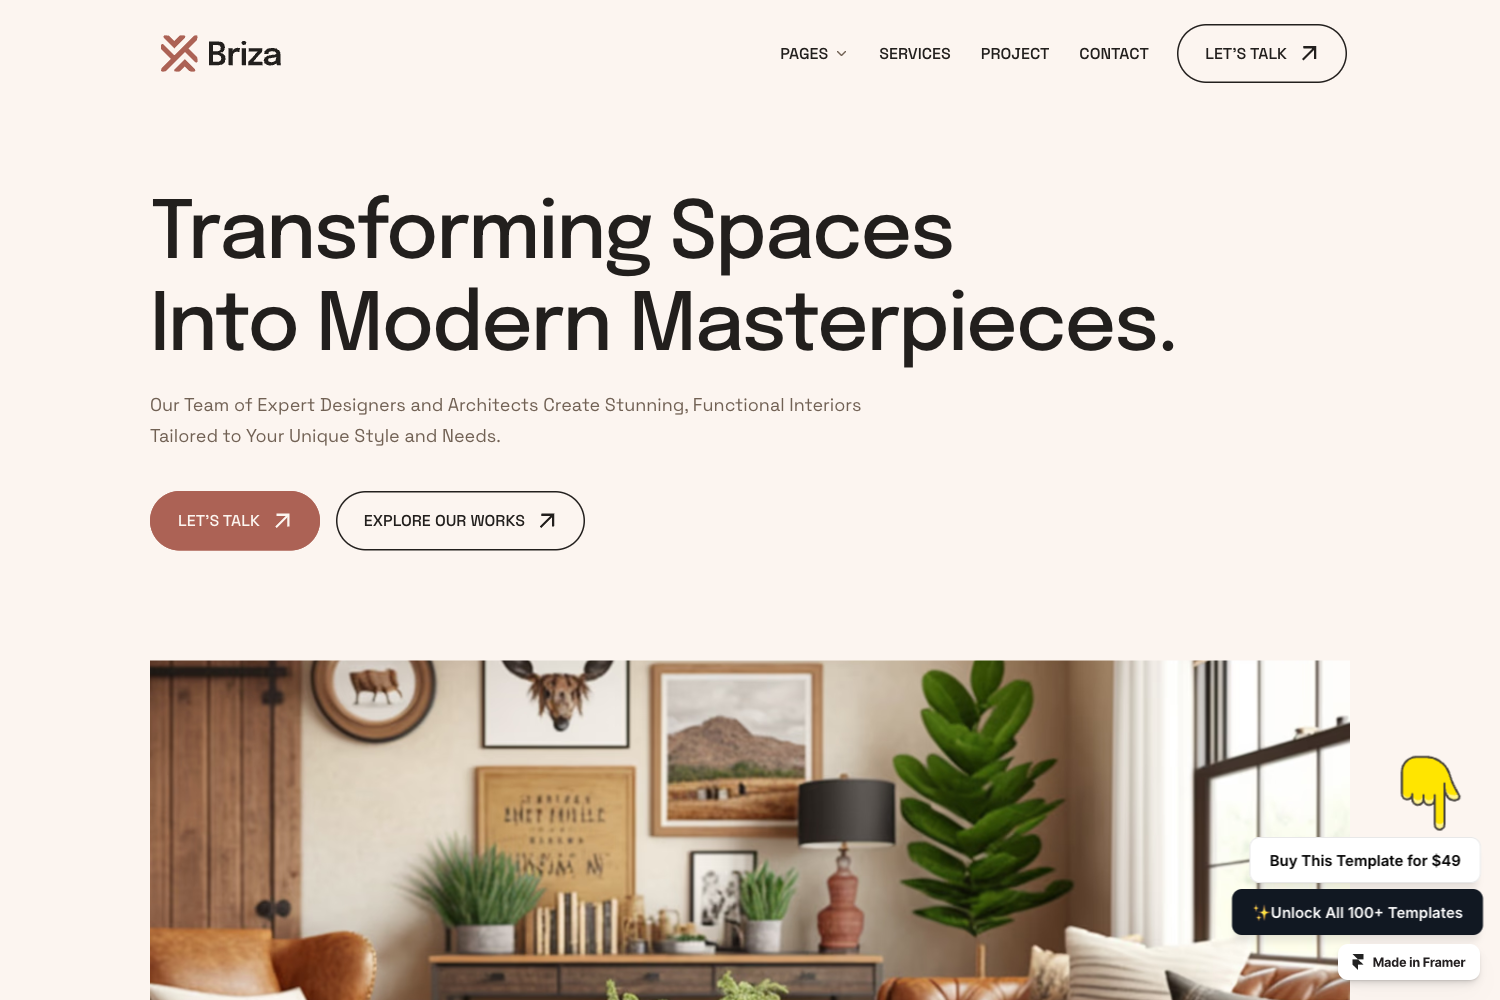 Briza
PAGES
SERVICES
PROJECT
CONTACT
LET'S TALK
Transforming Spaces
Into Modern Masterpieces.
Our Team of Expert Designers and Architects Create Stunning, Functional Interiors
Tailored to Your Unique Style and Needs.
LET'S TALK
EXPLORE OUR WORKS
Buy This Template for $49
✨Unlock All 100+ Templates
Made in Framer